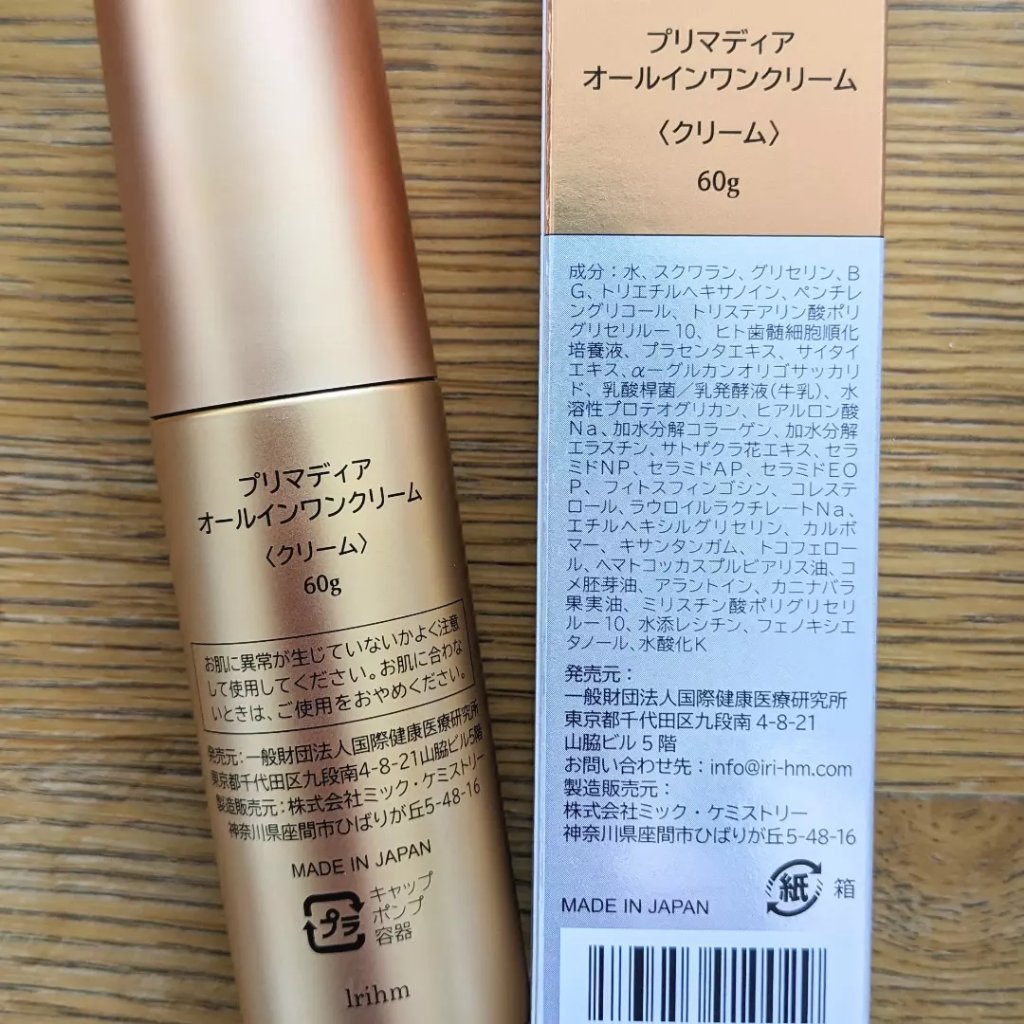 プリマディア
オールインワンクリーム
〈クリーム〉
60g
お肌に異常が生じていないかよく注意
して使用してください。お肌に合わな
いときは、ご使用をおやめください。
発売元：一般財団法人国際健康医療研究所
東京都千代田区九段南4-8-21山脇ビル5階
製造販売元：株式会社ミック・ケミストリー
神奈川県座間市ひばりが丘5-48-16
MADE IN JAPAN
プラ
キャップ
ポンプ
容器
lrihm
プリマディア
オールインワンクリーム
〈クリーム〉
60g
成分：水、スクワラン、グリセリン、B
G、トリエチルヘキサノイン、ペンチレ
ングリコール、トリステアリン酸ポリ
グリセリル－10、ヒト歯髄細胞順化
培養液、プラセンタエキス、サイタイ
エキス、α－グルカンオリゴサッカリ
ド、乳酸桿菌／乳発酵液(牛乳)、水
溶性プロテオグリカン、ヒアルロン酸
Na、加水分解コラーゲン、加水分解
エラスチン、サトザクラ花エキス、セラ
ミドNP、セラミドAP、セラミドEO
P、フィトスフィンゴシン、コレステ
ロール、ラウロイルラクチレートNa、
エチルヘキシルグリセリン、カルボ
マー、キサンタンガム、トコフェロー
ル、ヘマトコッカスプルビアリス油、コ
メ胚芽油、アラントイン、カニナバラ
果実油、ミリスチン酸ポリグリセリ
ル－10、水添レシチン、フェノキシエ
タノール、水酸化K
発売元：
一般財団法人国際健康医療研究所
東京都千代田区九段南 4-8-21
山脇ビル 5 階
お問い合わせ先：info@iri-hm.com
製造販売元：
株式会社ミック・ケミストリー
神奈川県座間市ひばりが丘5-48-16
紙 箱
MADE IN JAPAN